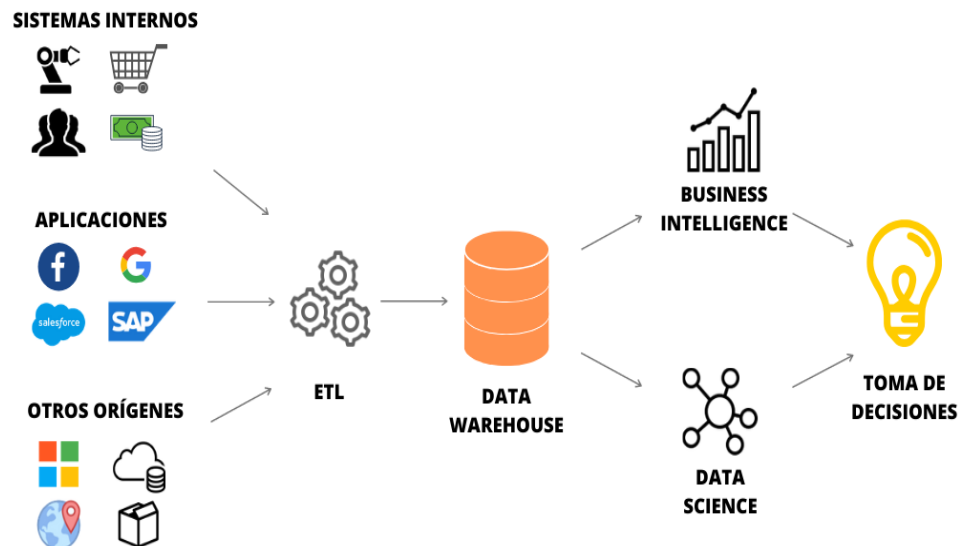 SISTEMAS INTERNOS
APLICACIONES
f
G
salesforce
SAP
OTROS ORÍGENES
ETL
DATA
WAREHOUSE
BUSINESS
INTELLIGENCE
DATA
SCIENCE
TOMA DE
DECISIONES